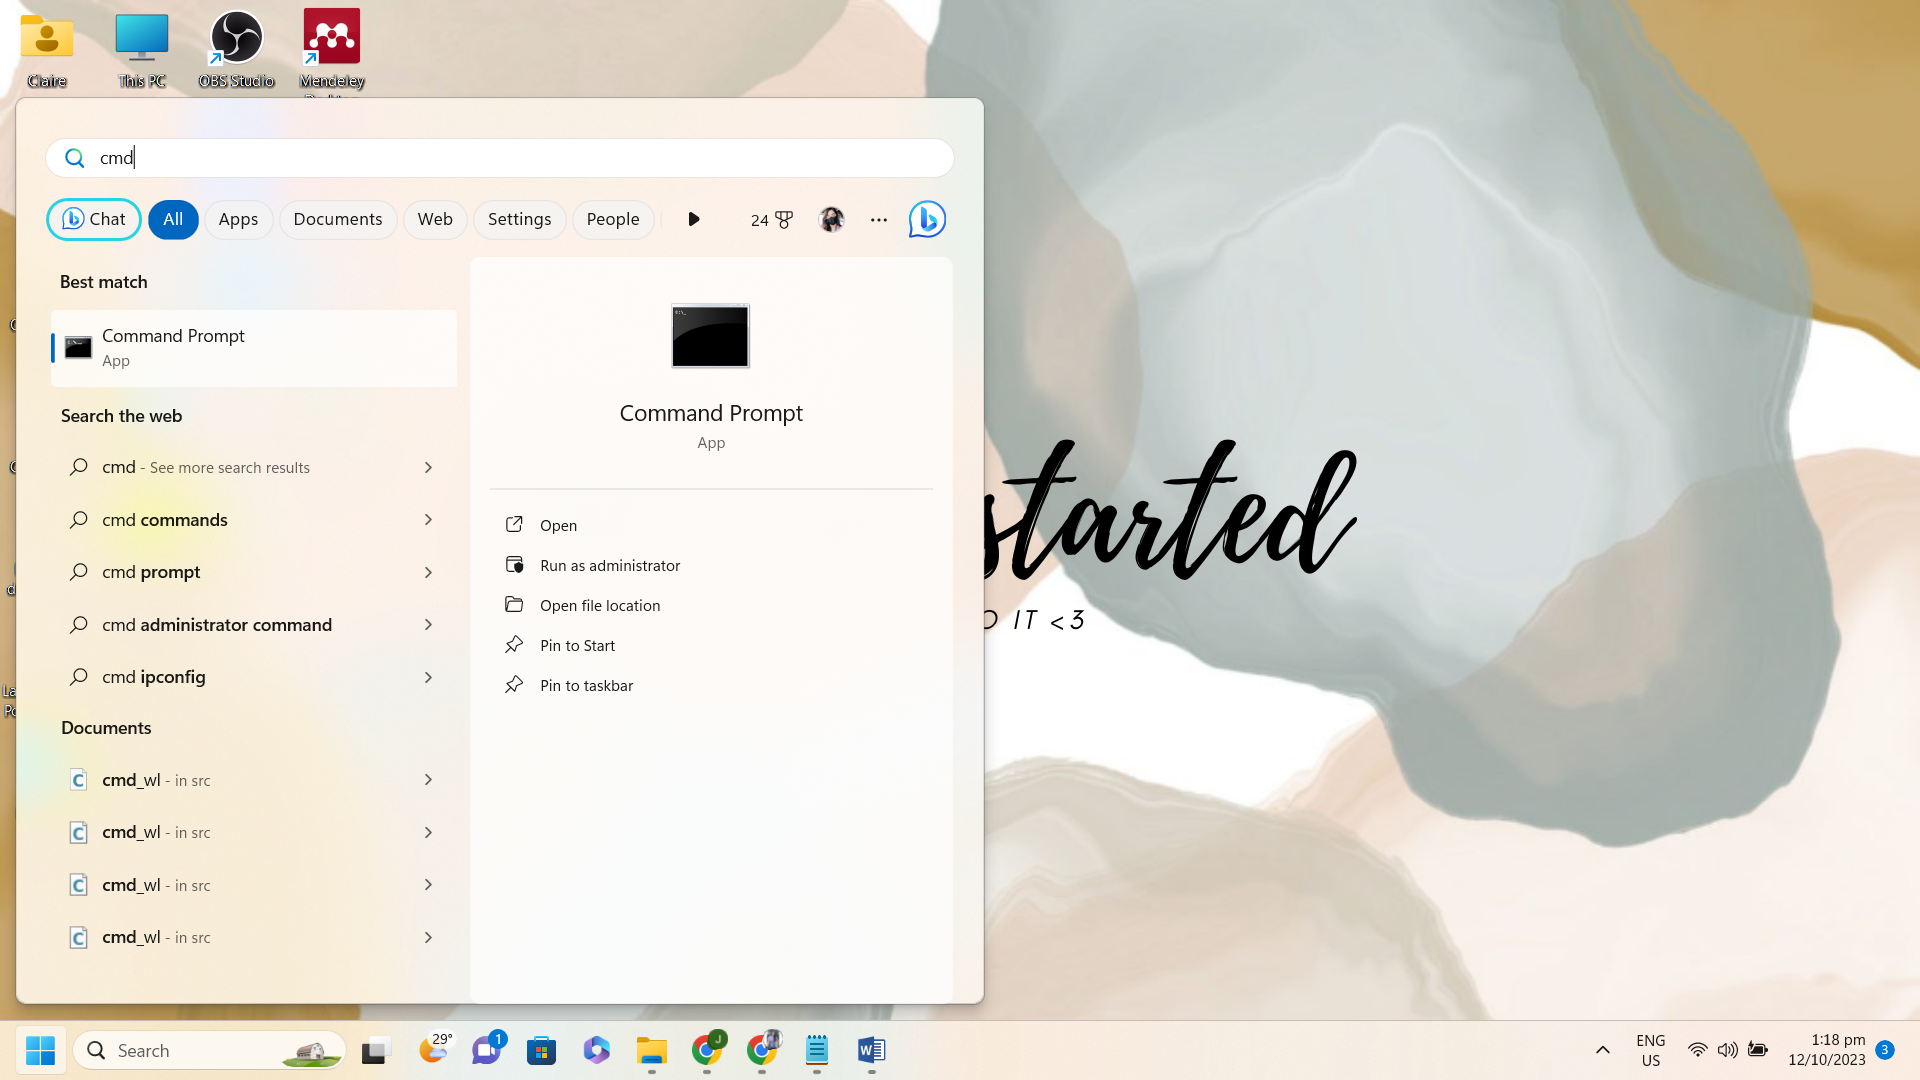 Claire
This PC
OBS Studio
Mendeley
cmd
Chat
All
Apps
Documents
Web
Settings
People
24
Best match
Command Prompt
App
Search the web
cmd - See more search results
cmd commands
cmd prompt
cmd administrator command
cmd ipconfig
Documents
cmd_wl - in src
cmd_wl - in src
cmd_wl - in src
cmd_wl - in src
Command Prompt
App
Open
Run as administrator
Open file location
Pin to Start
Pin to taskbar
started
O IT <3
Search
29°
1
J
ENG
US
1:18 pm
12/10/2023
3